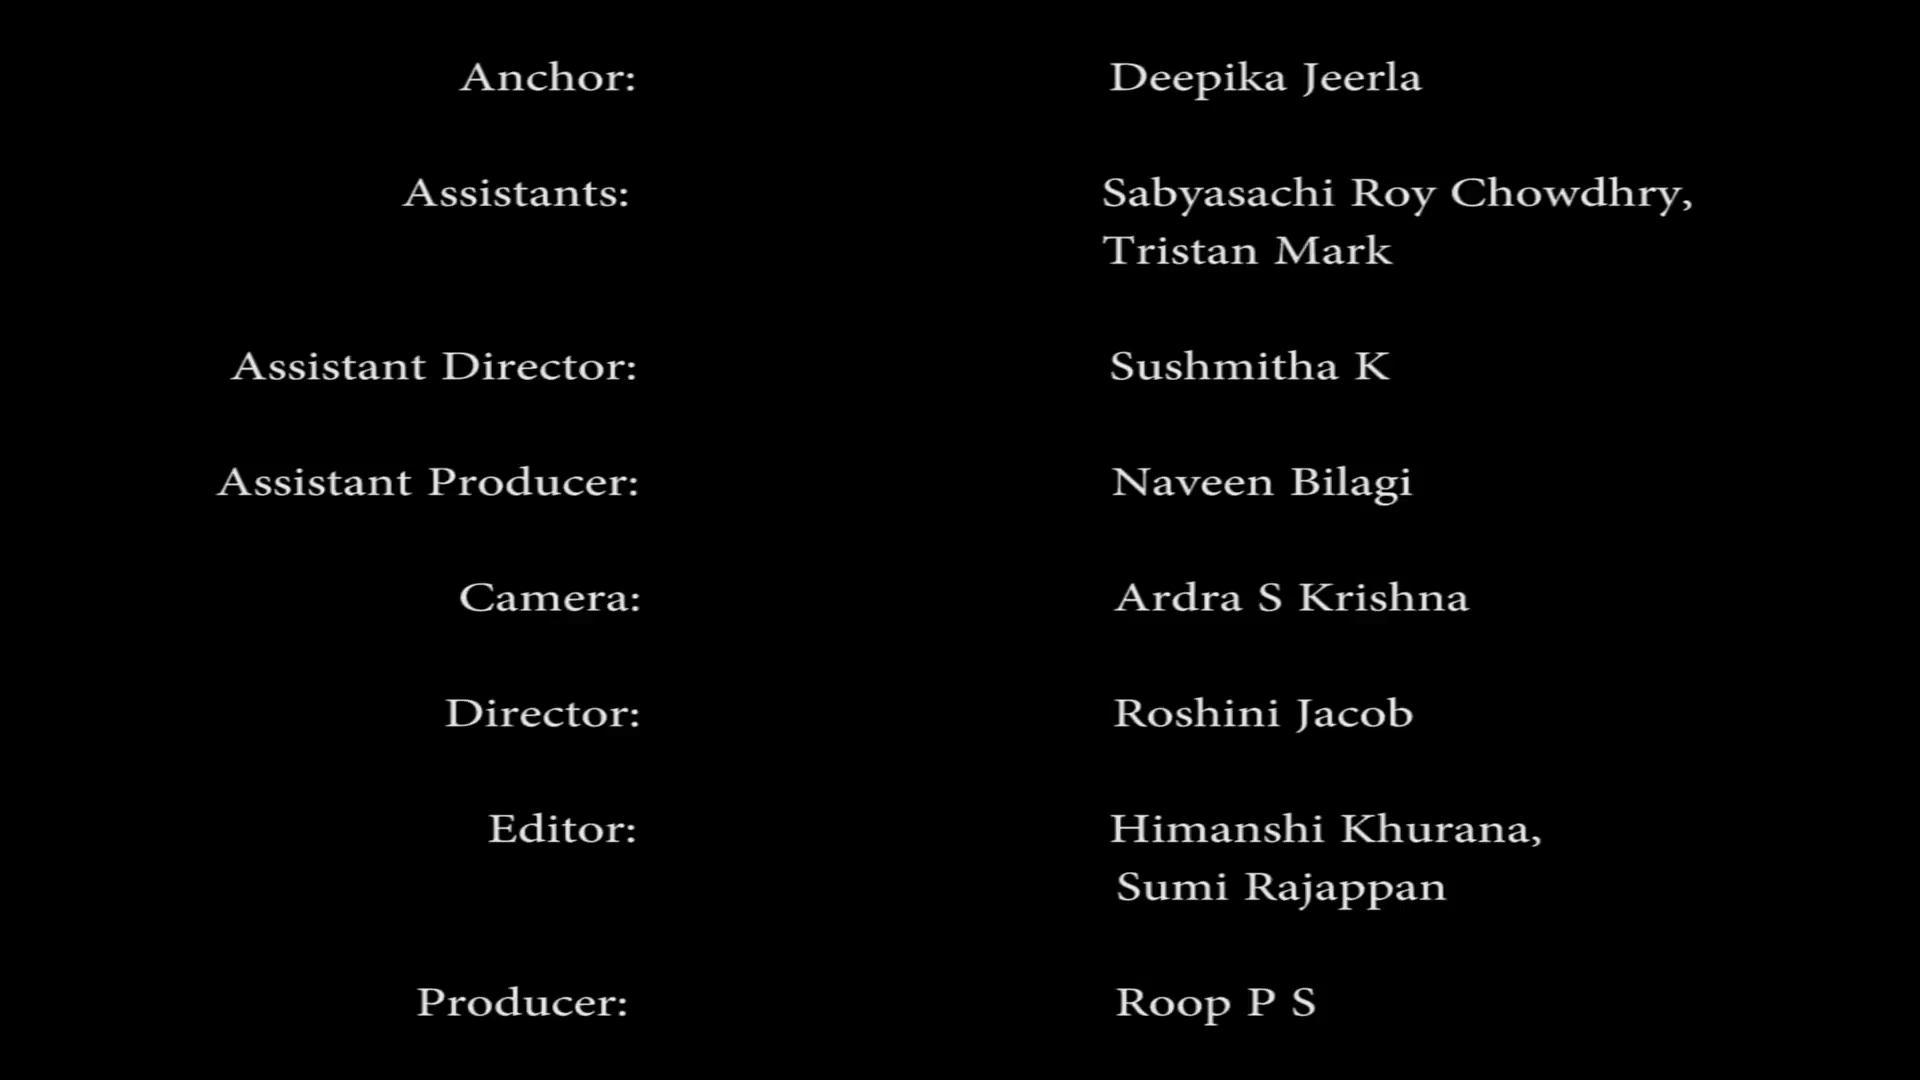 Anchor: Deepika Jeerla
Assistants: Sabyasachi Roy Chowdhry,
Tristan Mark
Assistant Director: Sushmitha K
Assistant Producer: Naveen Bilagi
Camera: Ardra S Krishna
Director: Roshini Jacob
Editor: Himanshi Khurana,
Sumi Rajappan
Producer: Roop P S